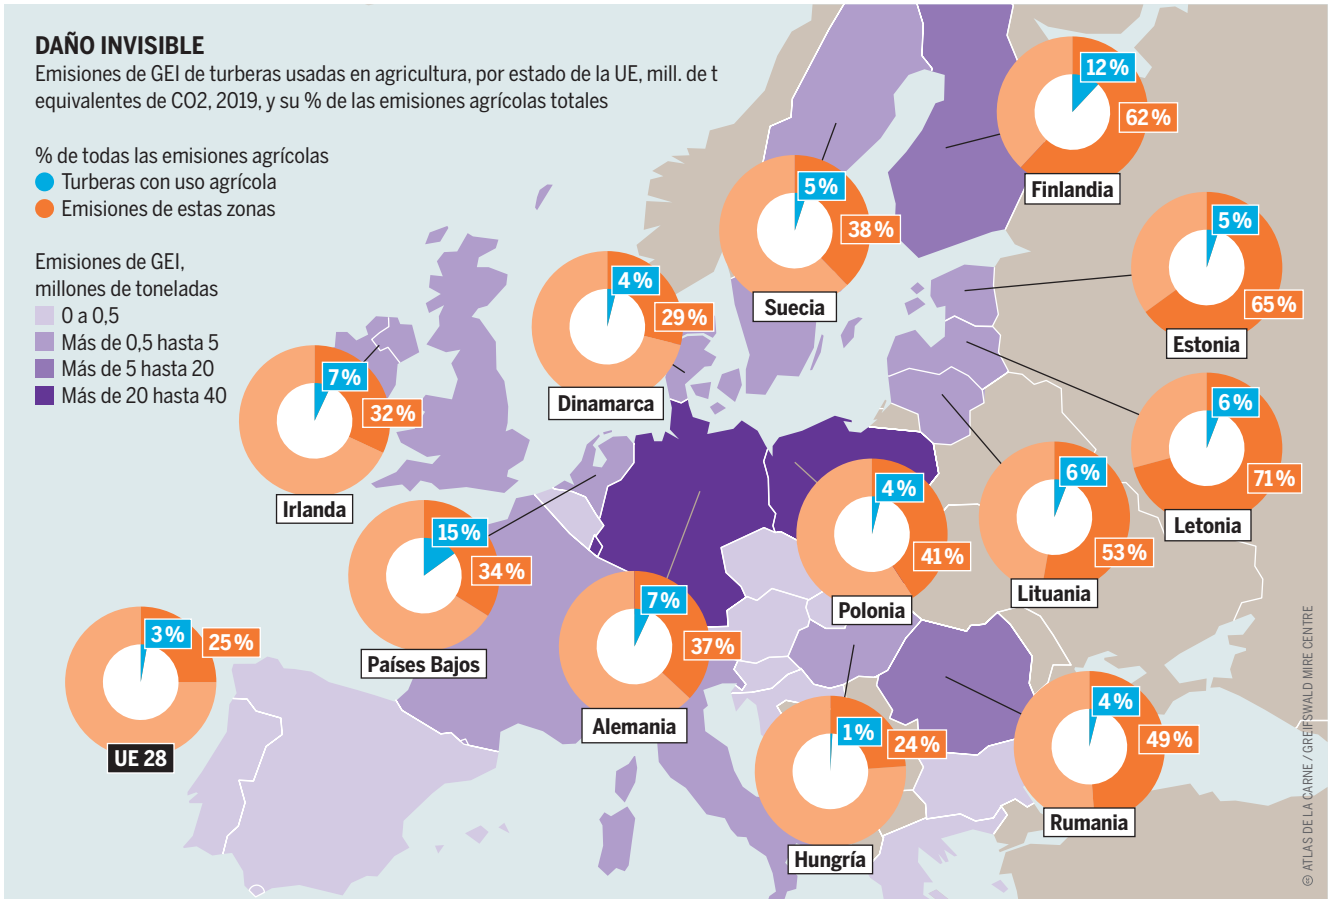 DAÑO INVISIBLE
Emisiones de GEI de turberas usadas en agricultura, por estado de la UE, mill. de t
equivalentes de CO2, 2019, y su % de las emisiones agrícolas totales
% de todas las emisiones agrícolas
Turberas con uso agrícola
Emisiones de estas zonas
Emisiones de GEI,
millones de toneladas
0 a 0,5
Más de 0,5 hasta 5
Más de 5 hasta 20
Más de 20 hasta 40
12 %
62 %
Finlandia
5 %
38 %
Suecia
5 %
65 %
Estonia
4 %
29 %
Dinamarca
7 %
32 %
Irlanda
6 %
71 %
Letonia
6 %
53 %
Lituania
4 %
41 %
Polonia
15 %
34 %
Países Bajos
7 %
37 %
Alemania
3 %
25 %
UE 28
1 %
24 %
Hungría
4 %
49 %
Rumania
ATLAS DE LA CARNE / GREIFSWALD MIRE CENTRE